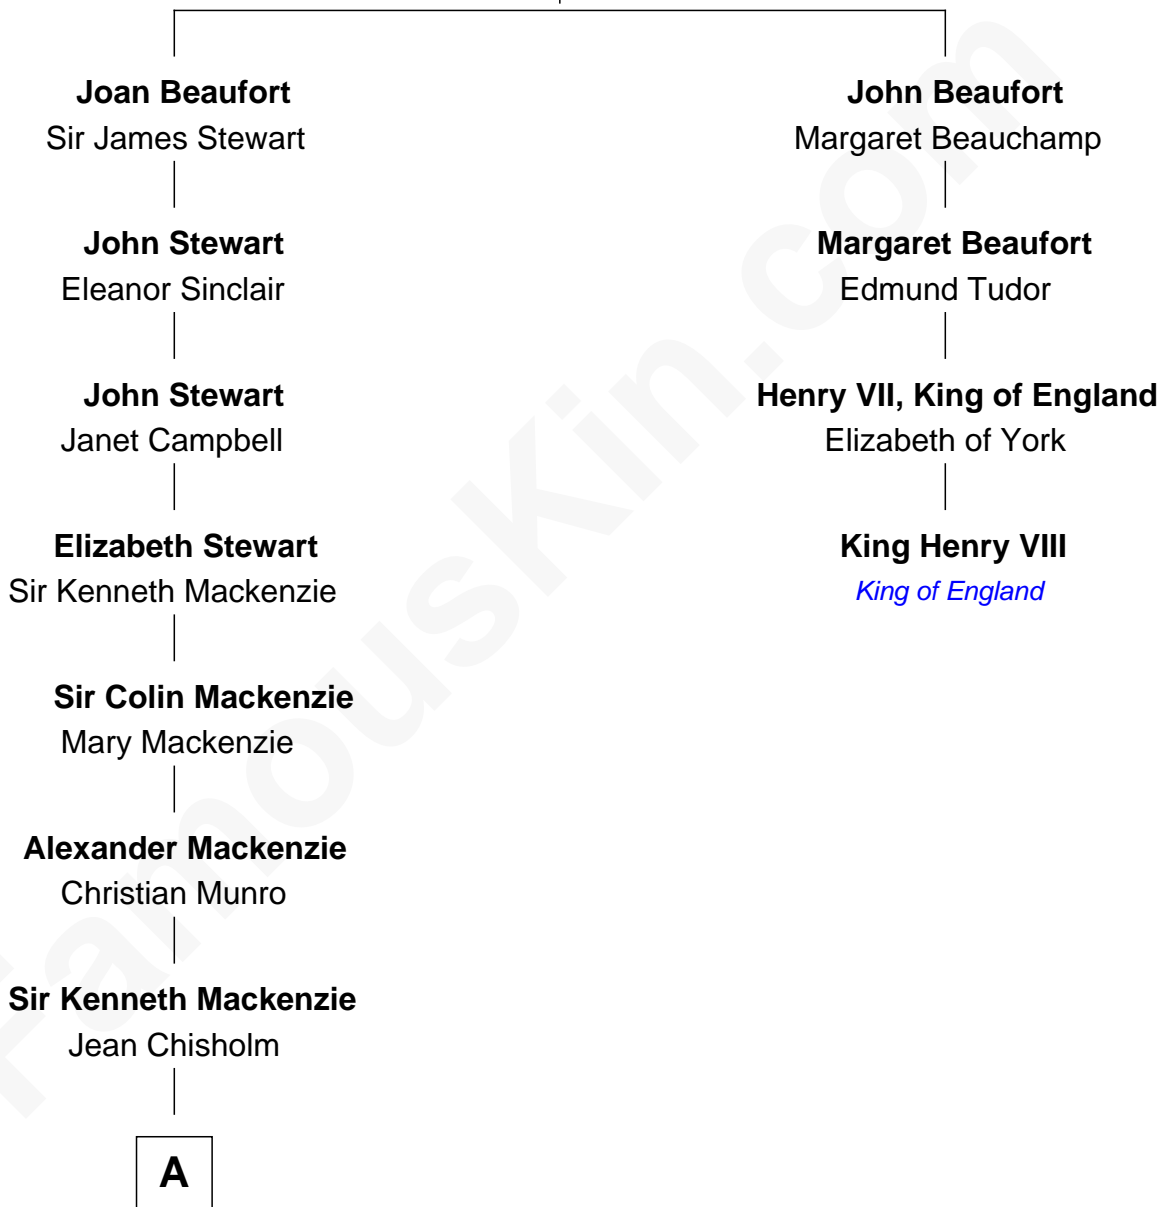 Joan Beaufort
Sir James Stewart
John Stewart
Eleanor Sinclair
John Stewart
Janet Campbell
Elizabeth Stewart
Sir Kenneth Mackenzie
Sir Colin Mackenzie
Mary Mackenzie
Alexander Mackenzie
Christian Munro
Sir Kenneth Mackenzie
Jean Chisholm
A
John Beaufort
Margaret Beauchamp
Margaret Beaufort
Edmund Tudor
Henry VII, King of England
Elizabeth of York
King Henry VIII
King of England
FamousKin.com